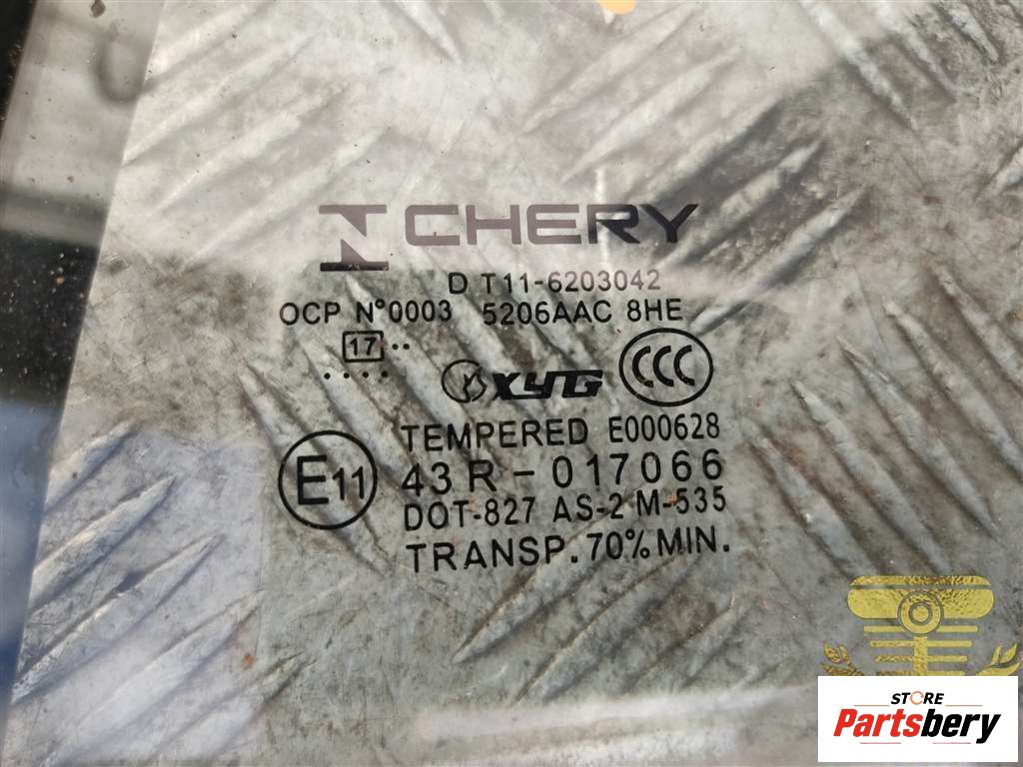 CHERY
D T11-6203042
OCP N°0003 5206AAC 8HE
17 ..
....
XYG CCC
TEMPERED E000628
E11 43 R - 017066
DOT-827 AS-2 M-535
TRANSP. 70% MIN.
STORE
Partsbery